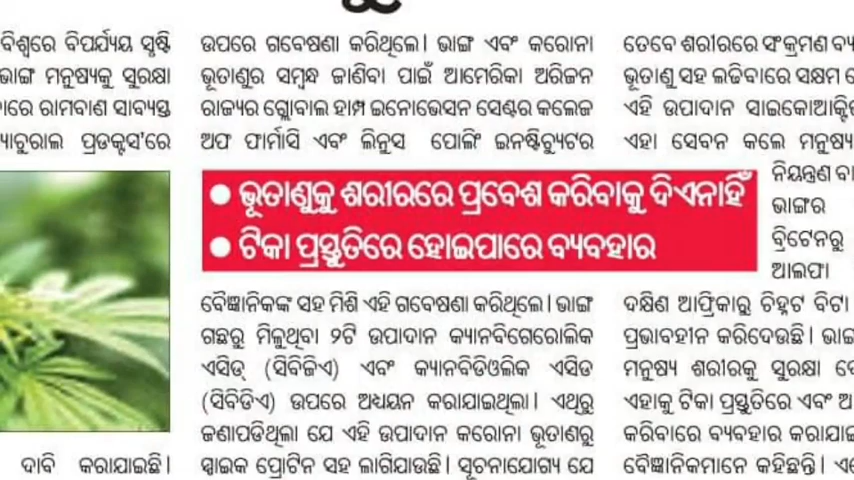 ବିଶ୍ୱରେ ବିପର୍ଯ୍ୟୟ ସୃଷ୍ଟି
ଭାଙ୍ଗ ମନୁଷ୍ୟକୁ ସୁରକ୍ଷା
ରାମବାଣ ସାବ୍ୟସ୍ତ
ପ୍ରଡକ୍ଟସ'ରେ
ଦାବି କରାଯାଇଛି।
ଉପରେ ଗବେଷଣା କରିଥିଲେ। ଭାଙ୍ଗ ଏବଂ କରୋନା
ଭୂତାଣୁର ସମ୍ବନ୍ଧ ଜାଣିବା ପାଇଁ ଆମେରିକା ଅରିଜନ
ରାଜ୍ୟର ଗ୍ଲୋବାଲ ହାମ୍ପ ଇନୋଭେସନ ସେଣ୍ଟର କଲେଜ
ଅଫ ଫାର୍ମାସି ଏବଂ ଲିନୁସ ପୋଲିଂ ଇନଷ୍ଟିଚ୍ୟୁଟର
● ଭୂତାଣୁକୁ ଶରୀରରେ ପ୍ରବେଶ କରିବାକୁ ଦିଏନାହିଁ
● ଟିକା ପ୍ରସ୍ତୁତିରେ ହୋଇପାରେ ବ୍ୟବହାର
ବୈଜ୍ଞାନିକଙ୍କ ସହ ମିଶି ଏହି ଗବେଷଣା କରିଥିଲେ। ଭାଙ୍ଗ
ଗଛରୁ ମିଳୁଥିବା ୨ଟି ଉପାଦାନ କ୍ୟାନବିଗେରୋଲିକ
ଏସିଡ୍ (ସିବିଜିଏ) ଏବଂ କ୍ୟାନବିଡିଓଲିକ ଏସିଡ
(ସିବିଡିଏ) ଉପରେ ଅଧ୍ୟୟନ କରାଯାଇଥିଲା। ଏଥିରୁ
ଜଣାପଡିଥିଲା ଯେ ଏହି ଉପାଦାନ କରୋନା ଭୂତାଣୁର
ସ୍ପାଇକ ପ୍ରୋଟିନ ସହ ଲାଗିଯାଉଛି। ସୂଚନାଯୋଗ୍ୟ ଯେ
ତେବେ ଶରୀରରେ ସଂକ୍ରମଣ
ଭୂତାଣୁ ସହ ଲଢିବାରେ ସକ୍ଷମ
ଏହି ଉପାଦାନ
ଏହା ସେବନ କଲେ ମନୁଷ୍ୟ
ନିୟନ୍ତ୍ରଣ
ଭାଙ୍ଗର
ବ୍ରିଟେନରୁ
ଆଲଫା
ଦକ୍ଷିଣ ଆଫ୍ରିକାରୁ ଚିହ୍ନଟ ବିଟା
ପ୍ରଭାବହୀନ କରିଦେଉଛି।
ମନୁଷ୍ୟ ଶରୀରକୁ ସୁରକ୍ଷା
ଏହାକୁ ଟିକା ପ୍ରସ୍ତୁତିରେ ଏବଂ
କରିବାରେ ବ୍ୟବହାର
ବୈଜ୍ଞାନିକମାନେ କହିଛନ୍ତି।